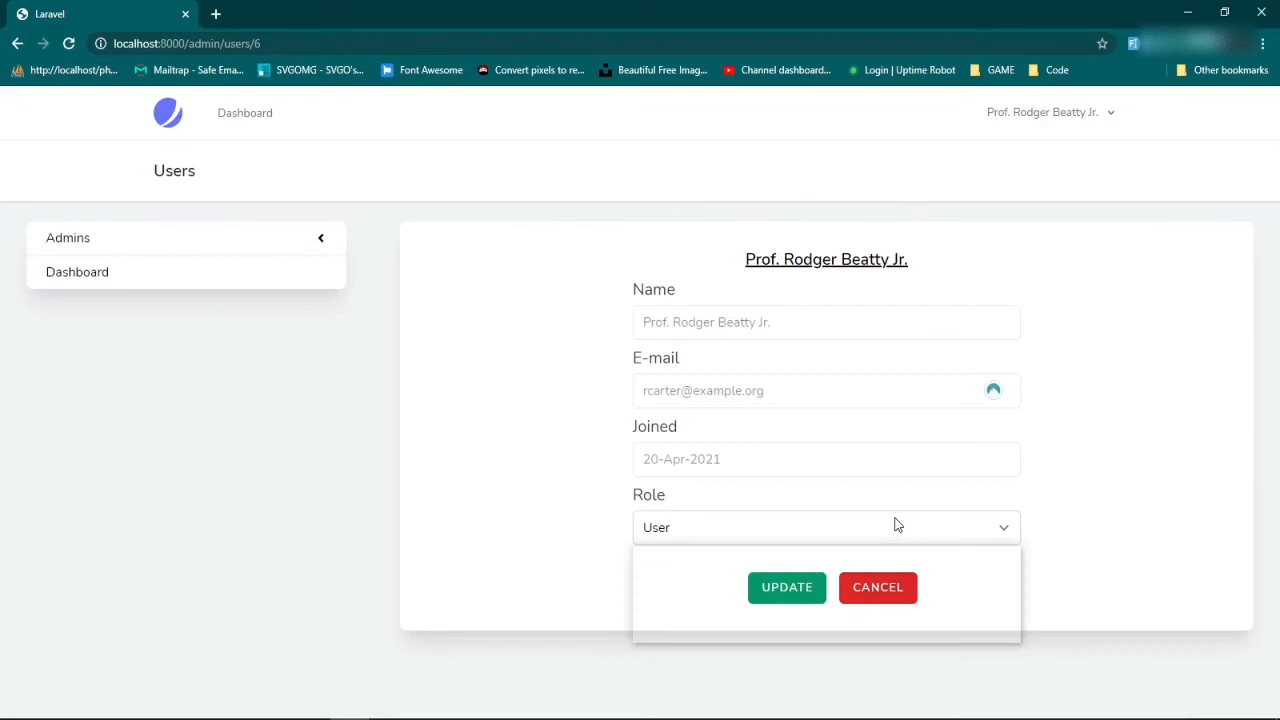 Laravel
localhost:8000/admin/users/6
http://localhost/ph... Mailtrap - Safe Ema... SVGOMG - SVGO's... Font Awesome Convert pixels to re... Beautiful Free Imag... Channel dashboard... Login | Uptime Robot GAME Code Other bookmarks
Dashboard Prof. Rodger Beatty Jr.
Users
Admins
Dashboard
Prof. Rodger Beatty Jr.
Name
Prof. Rodger Beatty Jr.
E-mail
rcarter@example.org
Joined
20-Apr-2021
Role
User
UPDATE CANCEL